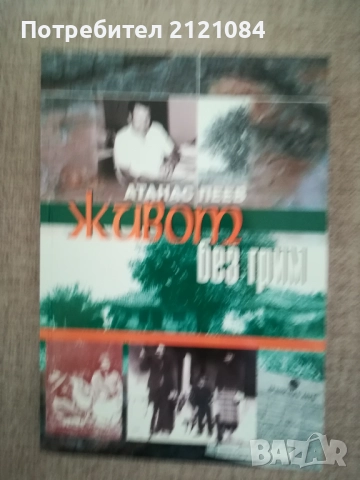 Потребител 2121084
АТАНАС ПЕЕВ
Живот
без грим
BAZAR